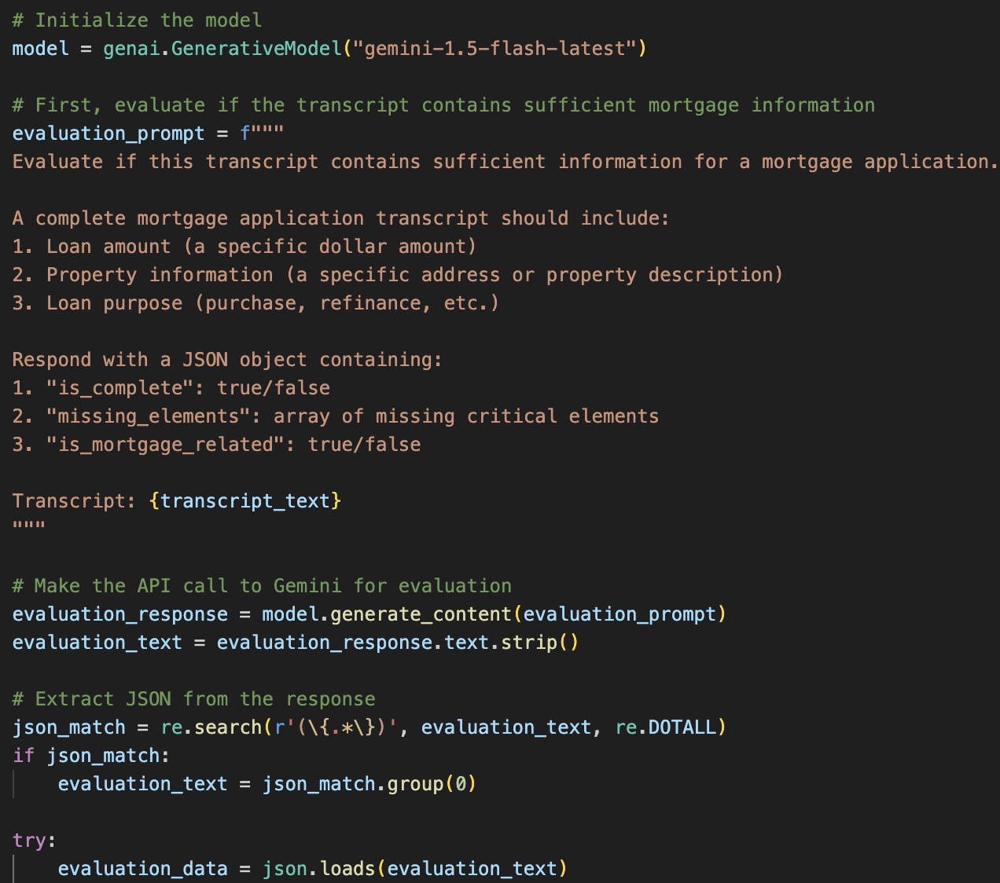 # Initialize the model
model = genai.GenerativeModel("gemini-1.5-flash-latest")
# First, evaluate if the transcript contains sufficient mortgage information
evaluation_prompt = f"""
Evaluate if this transcript contains sufficient information for a mortgage application.
A complete mortgage application transcript should include:
1. Loan amount (a specific dollar amount)
2. Property information (a specific address or property description)
3. Loan purpose (purchase, refinance, etc.)
Respond with a JSON object containing:
1. "is_complete": true/false
2. "missing_elements": array of missing critical elements
3. "is_mortgage_related": true/false
Transcript: {transcript_text}
"""
# Make the API call to Gemini for evaluation
evaluation_response = model.generate_content(evaluation_prompt)
evaluation_text = evaluation_response.text.strip()
# Extract JSON from the response
json_match = re.search(r'(\{.*\})', evaluation_text, re.DOTALL)
if json_match:
    evaluation_text = json_match.group(0)
try:
    evaluation_data = json.loads(evaluation_text)